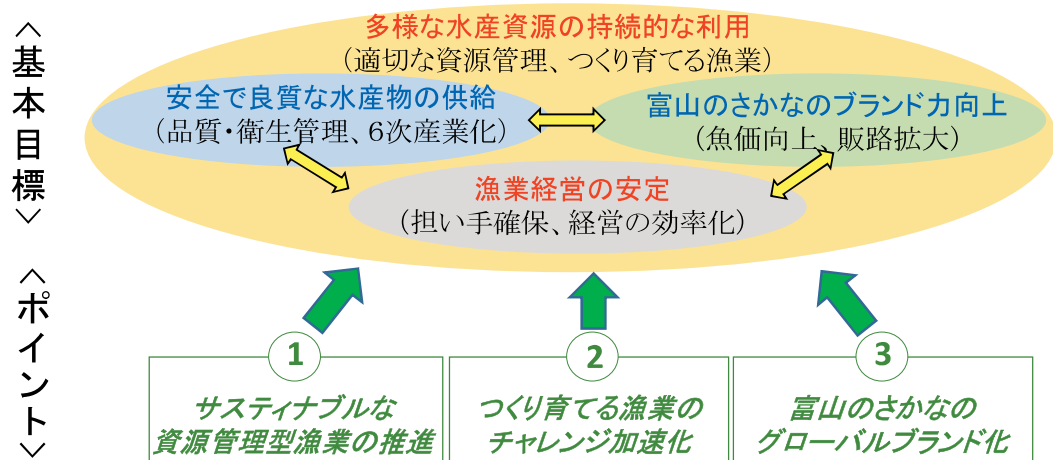 〈基本目標〉
多様な水産資源の持続的な利用
（適切な資源管理、つくり育てる漁業）
安全で良質な水産物の供給
（品質・衛生管理、６次産業化）
富山のさかなのブランド力向上
（魚価向上、販路拡大）
漁業経営の安定
（担い手確保、経営の効率化）
〈ポイント〉
1
サスティナブルな
資源管理型漁業の推進
2
つくり育てる漁業の
チャレンジ加速化
3
富山のさかなの
グローバルブランド化